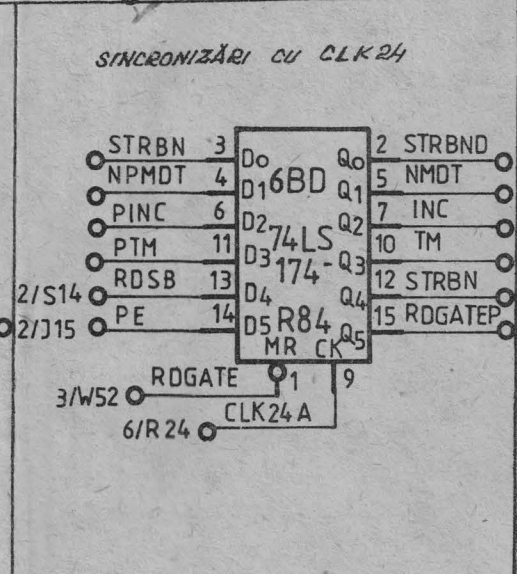 SINCRONIZĂRI CU CLK24
STRBN 3 D0 Q0 2 STRBND
NPMDT 4 D1 6BD Q1 5 NMDT
PINC 6 D2 Q2 7 INC
PTM 11 D3 74LS 174- Q3 10 TM
2/S14 RDSB 13 D4 Q4 12 STRBN
2/J15 PE 14 D5 R84 Q5 15 RDGATEP
MR CK
3/W52 RDGATE 1 9
6/R24 CLK24A